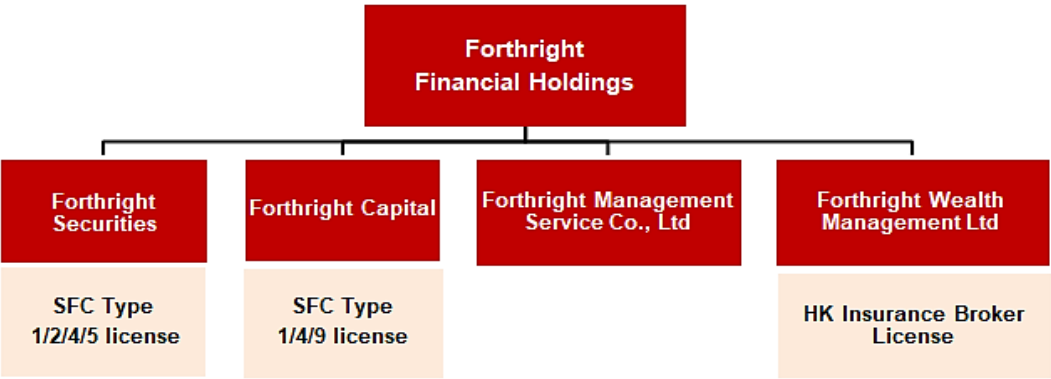 Forthright
Financial Holdings
Forthright
Securities
Forthright Capital
Forthright Management
Service Co., Ltd
Forthright Wealth
Management Ltd
SFC Type
1/2/4/5 license
SFC Type
1/4/9 license
HK Insurance Broker
License